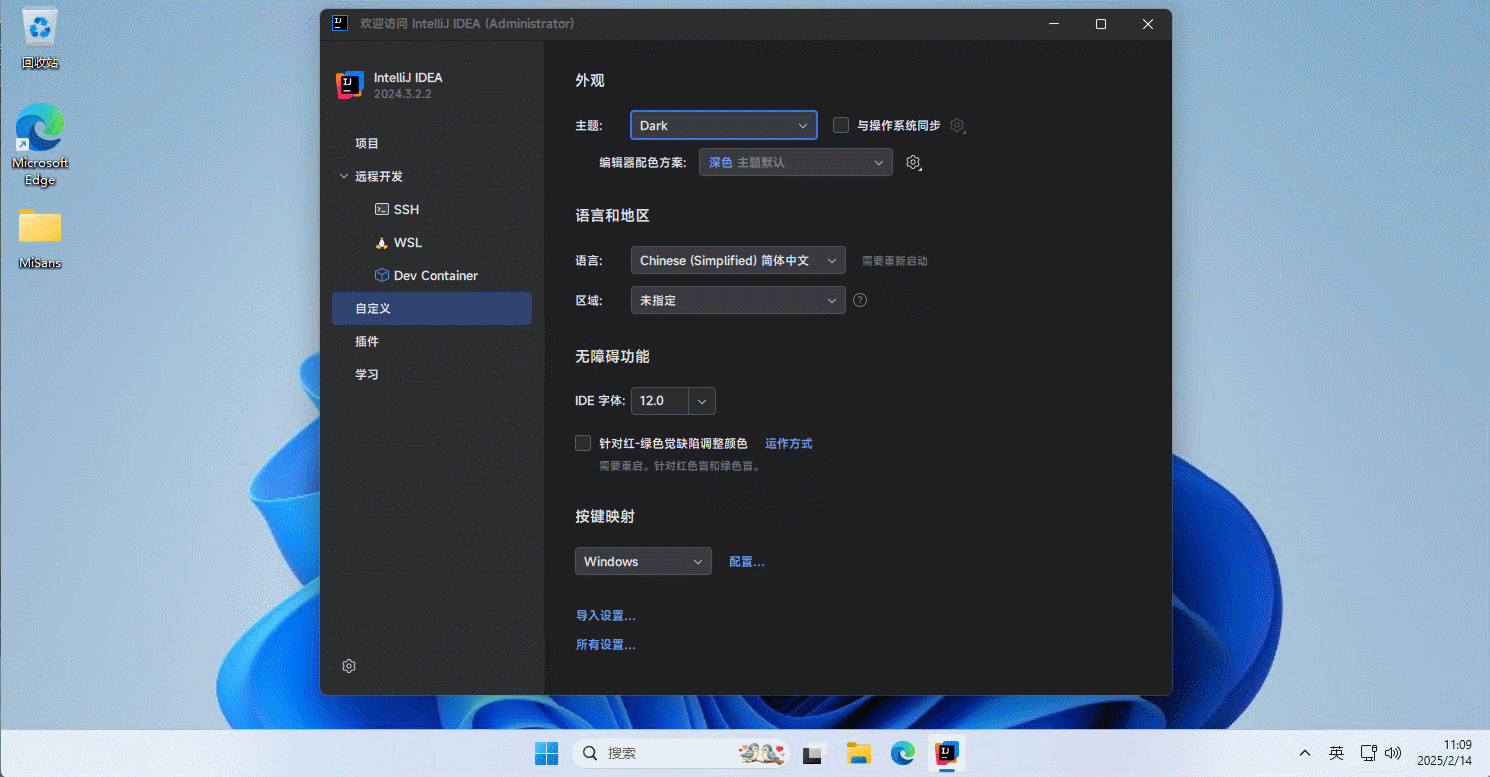 回收站
Microsoft
Edge
MiSans
欢迎访问 IntelliJ IDEA (Administrator)
IntelliJ IDEA
2024.3.2.2
项目
远程开发
SSH
WSL
Dev Container
自定义
插件
学习
外观
主题: Dark 与操作系统同步
编辑器配色方案: 深色 主题默认
语言和地区
语言: Chinese (Simplified) 简体中文 需要重新启动
区域: 未指定 ?
无障碍功能
IDE 字体: 12.0
针对红-绿色觉缺陷调整颜色 运作方式
需要重启。针对红色盲和绿色盲。
按键映射
Windows 配置...
导入设置...
所有设置...
搜索
英
11:09
2025/2/14